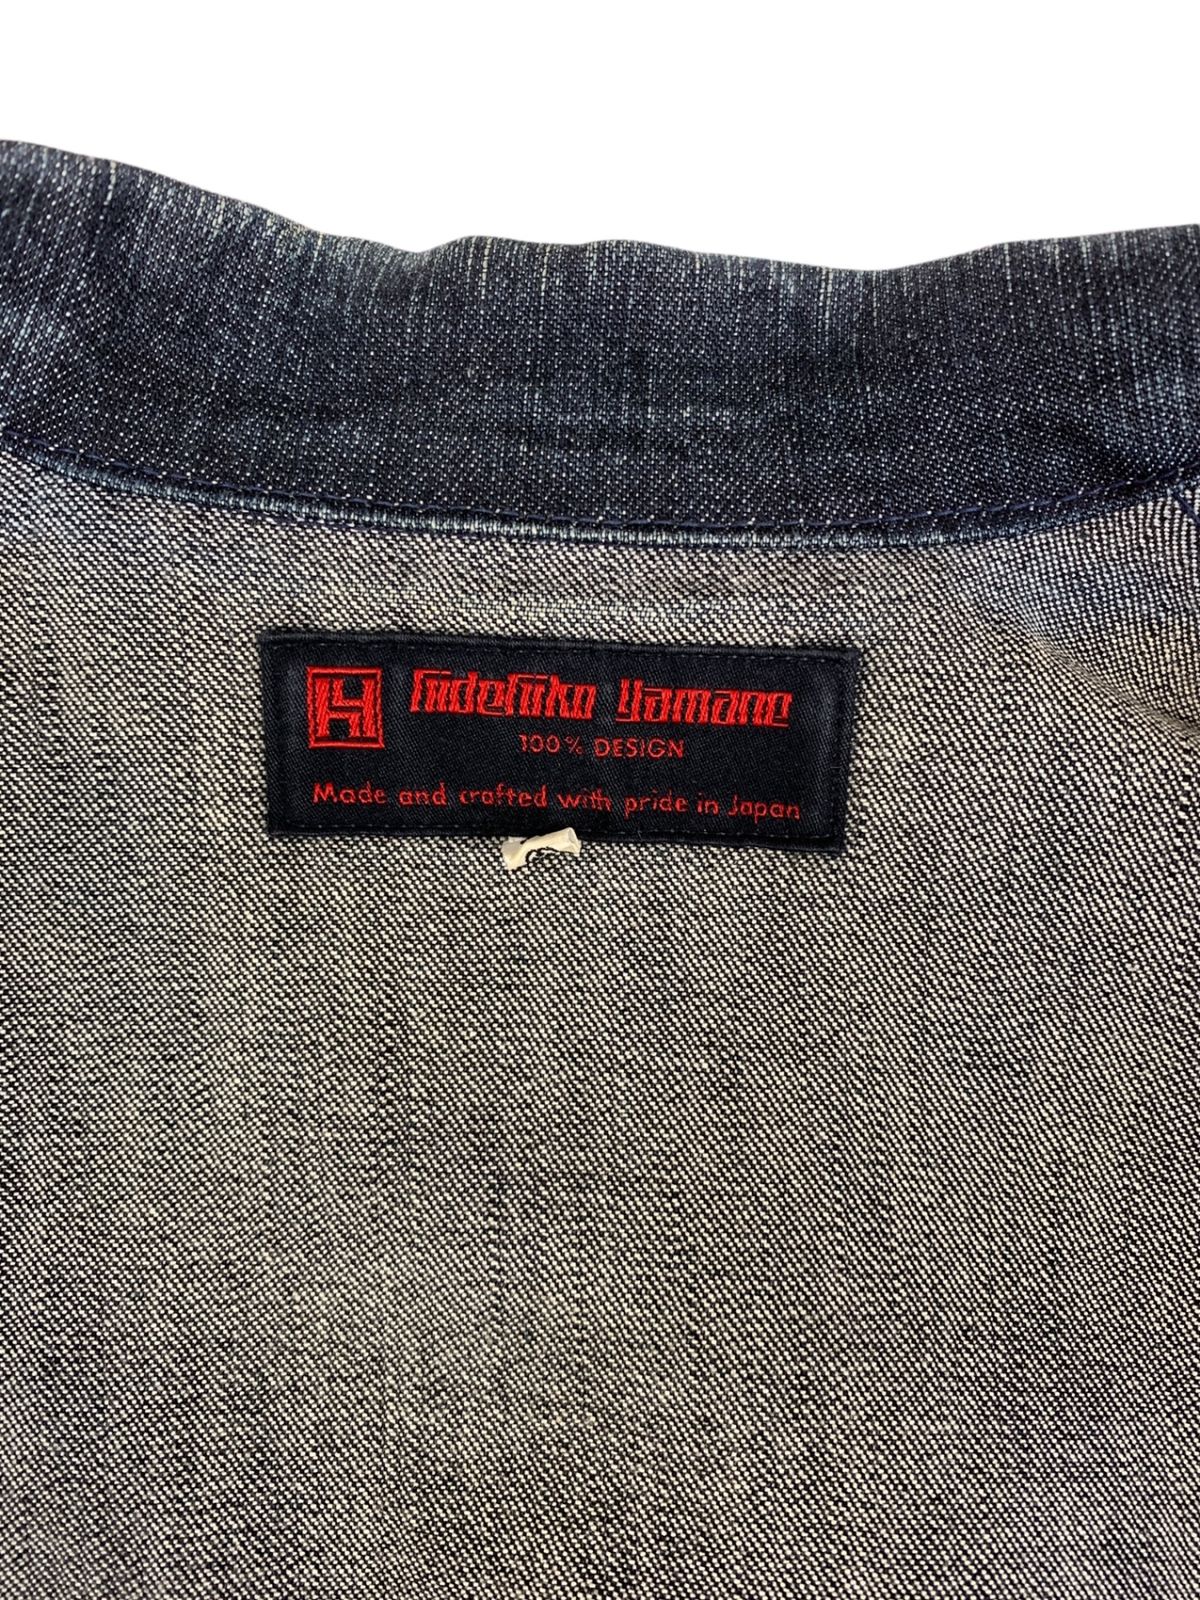 H Hidehiko Yamane
100% DESIGN
Made and crafted with pride in Japan